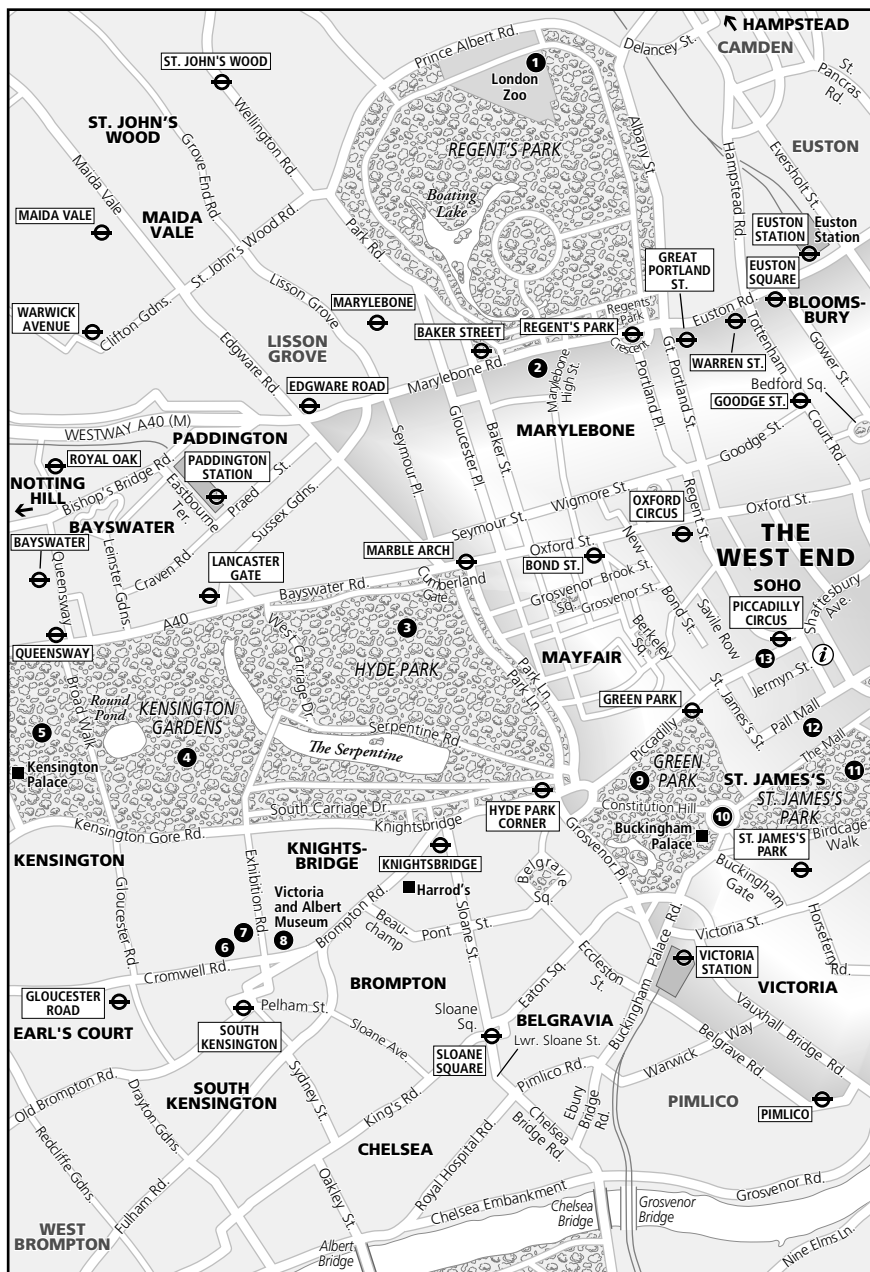 HAMPSTEAD
CAMDEN
Prince Albert Rd.
Delancey St.
St. Pancras Rd.
ST. JOHN'S WOOD
1
London
Zoo
ST. JOHN'S
WOOD
Wellington Rd.
Grove End Rd.
Albany St.
REGENT'S PARK
EUSTON
Hampstead Rd.
Eversholt St.
Maida Vale
Boating
Lake
MAIDA VALE
MAIDA
VALE
St. John's Wood Rd.
Park Rd.
EUSTON
STATION
Euston
Station
GREAT
PORTLAND
ST.
EUSTON
SQUARE
WARWICK
AVENUE
Clifton Gdns.
Lisson Grove
MARYLEBONE
LISSON
GROVE
BAKER STREET
REGENT'S PARK
Regents
Park
Crescent
Euston Rd.
BLOOMS-
BURY
WARREN ST.
Tottenham
Court Rd.
Gower St.
Edgware Rd.
EDGWARE ROAD
Marylebone Rd.
2
Marylebone
High St.
Portland Pl.
Gt. Portland St.
Bedford Sq.
GOODGE ST.
Goodge St.
WESTWAY A40 (M)
PADDINGTON
MARYLEBONE
Seymour Pl.
Gloucester Pl.
Baker St.
ROYAL OAK
Bishop's Bridge Rd.
PADDINGTON
STATION
NOTTING
HILL
Eastbourne
Ter.
Praed St.
Sussex Gdns.
Seymour St.
Wigmore St.
Regent St.
OXFORD
CIRCUS
Oxford St.
BAYSWATER
BAYSWATER
Queensway
Leinster Gdns.
Craven Rd.
LANCASTER
GATE
MARBLE ARCH
Oxford St.
BOND ST.
New
Bond St.
THE
WEST END
SOHO
Cumberland
Gate
Bayswater Rd.
A40
Grosvenor
Sq.
Brook St.
Grosvenor St.
Berkeley
Sq.
Savile Row
PICCADILLY
CIRCUS
Shaftesbury
Ave.
QUEENSWAY
Broad Walk
West Carriage Dr.
3
HYDE PARK
Park Ln.
Park Ln.
MAYFAIR
13
i
Jermyn St.
St. James's St.
GREEN PARK
Pall Mall
12
The Mall
Round
Pond
KENSINGTON
GARDENS
5
4
Kensington
Palace
Serpentine Rd.
The Serpentine
Piccadilly
9
GREEN
PARK
ST. JAMES'S
11
ST. JAMES'S
PARK
South Carriage Dr.
HYDE PARK
CORNER
Constitution Hill
10
Buckingham
Palace
Birdcage
Walk
ST. JAMES'S
PARK
Kensington Gore Rd.
Knightsbridge
KENSINGTON
KNIGHTS-
BRIDGE
KNIGHTSBRIDGE
Harrod's
Belgrave
Sq.
Grosvenor Pl.
Buckingham
Gate
Gloucester Rd.
Exhibition Rd.
Victoria
and Albert
Museum
Brompton Rd.
Beau-
champ
Sloane St.
Pont St.
Victoria St.
Horseferry
Rd.
6
7
8
Cromwell Rd.
Eccleston
St.
Buckingham Palace Rd.
VICTORIA
STATION
VICTORIA
BROMPTON
GLOUCESTER
ROAD
Pelham St.
EARL'S COURT
SOUTH
KENSINGTON
Sloane Ave.
Sloane
Sq.
SLOANE
SQUARE
Eaton Sq.
BELGRAVIA
Lwr. Sloane St.
Vauxhall Bridge Rd.
Warwick Way
Belgrave Rd.
Pimlico Rd.
Old Brompton Rd.
SOUTH
KENSINGTON
Sydney St.
King's Rd.
Chelsea
Bridge Rd.
Ebury
Bridge
Rd.
PIMLICO
PIMLICO
Drayton Gdns.
Redcliffe Gdns.
CHELSEA
Royal Hospital Rd.
Fulham Rd.
Oakley St.
Chelsea Embankment
Grosvenor Rd.
WEST
BROMPTON
Albert
Bridge
Chelsea
Bridge
Grosvenor
Bridge
Nine Elms Ln.